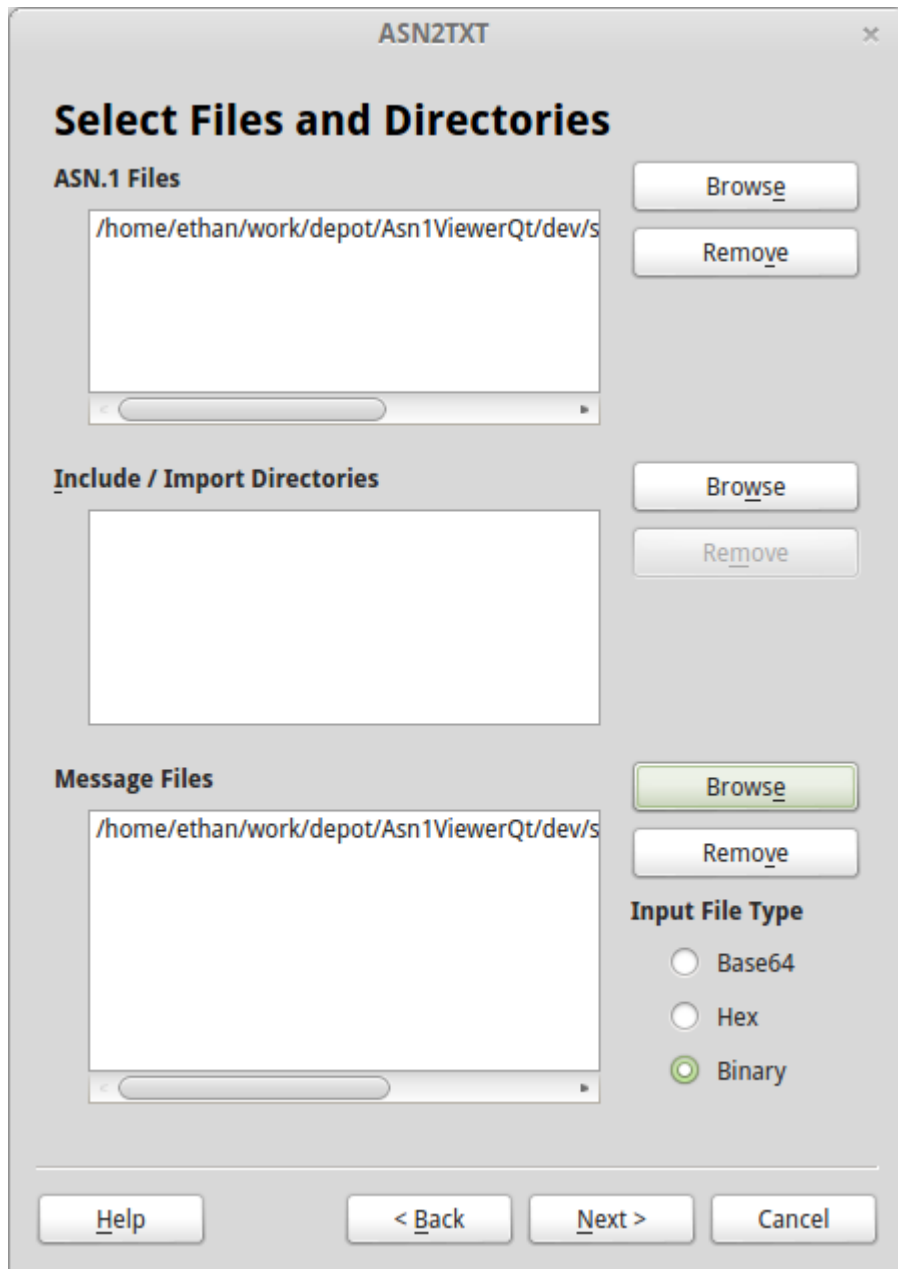 ASN2TXT
Select Files and Directories
ASN.1 Files
Browse
/home/ethan/work/depot/Asn1ViewerQt/dev/s
Remove
Include / Import Directories
Browse
Remove
Message Files
Browse
/home/ethan/work/depot/Asn1ViewerQt/dev/s
Remove
Input File Type
Base64
Hex
Binary
Help
< Back
Next >
Cancel